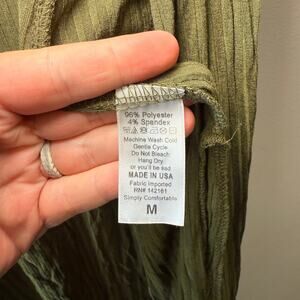 96% Polyester
4% Spandex
Machine Wash Cold
Gentle Cycle
Do Not Bleach
Hang Dry
or you'll be sad
MADE IN USA
Fabric Imported
RN# 142161
Simply Comfortable
M